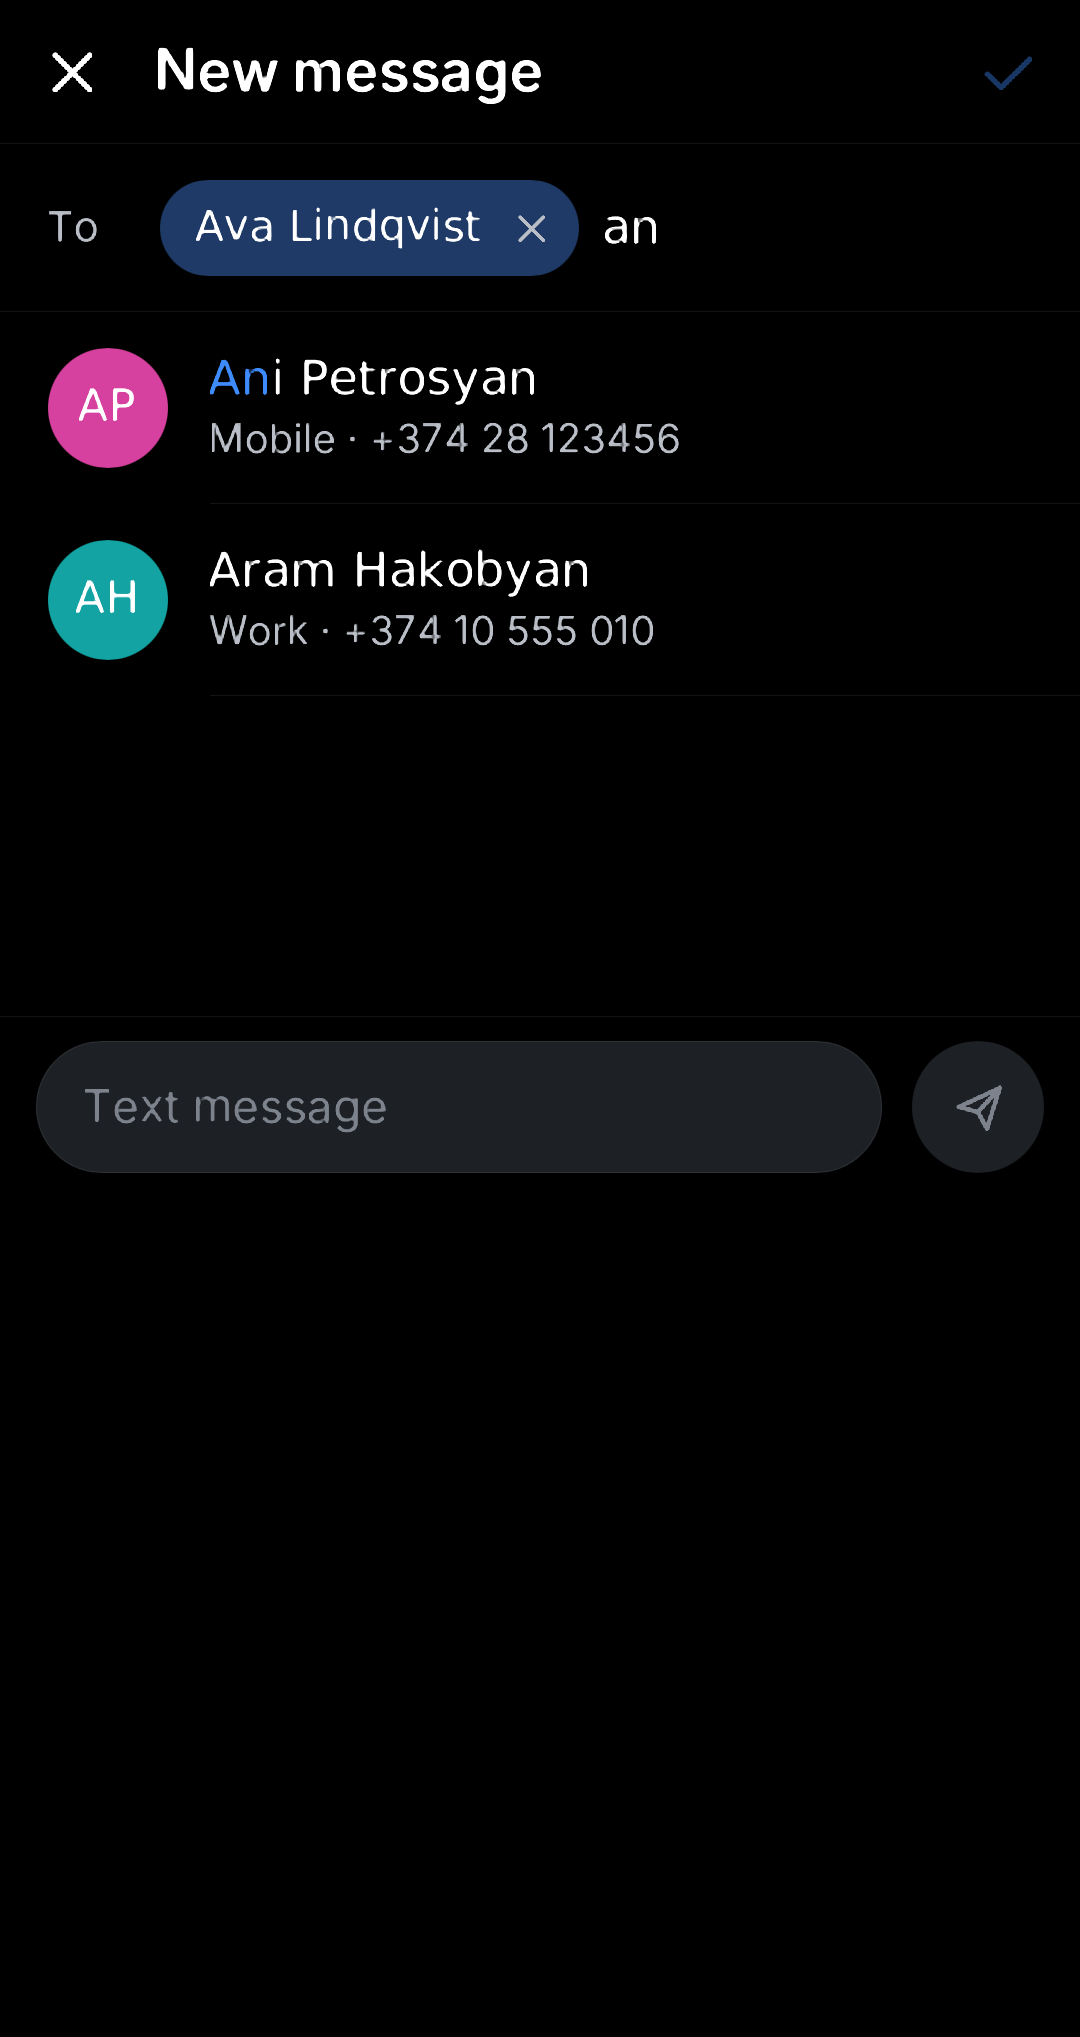 New message
To Ava Lindqvist an
AP
Ani Petrosyan
Mobile · +374 28 123456
AH
Aram Hakobyan
Work · +374 10 555 010
Text message